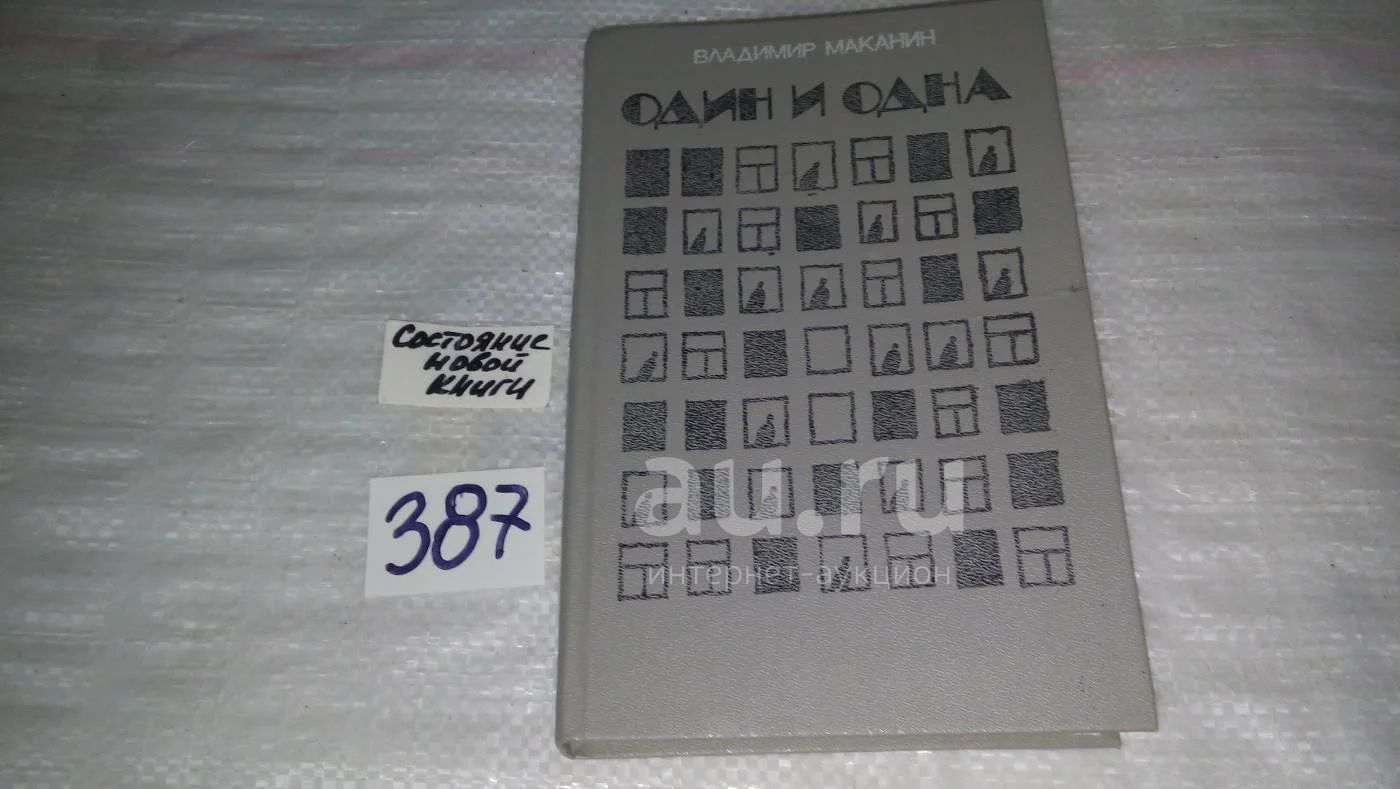 ВЛАДИМИР МАКАНИН
ОДИН И ОДНА
Состояние
новой
книги
387
au.ru
интернет-аукцион